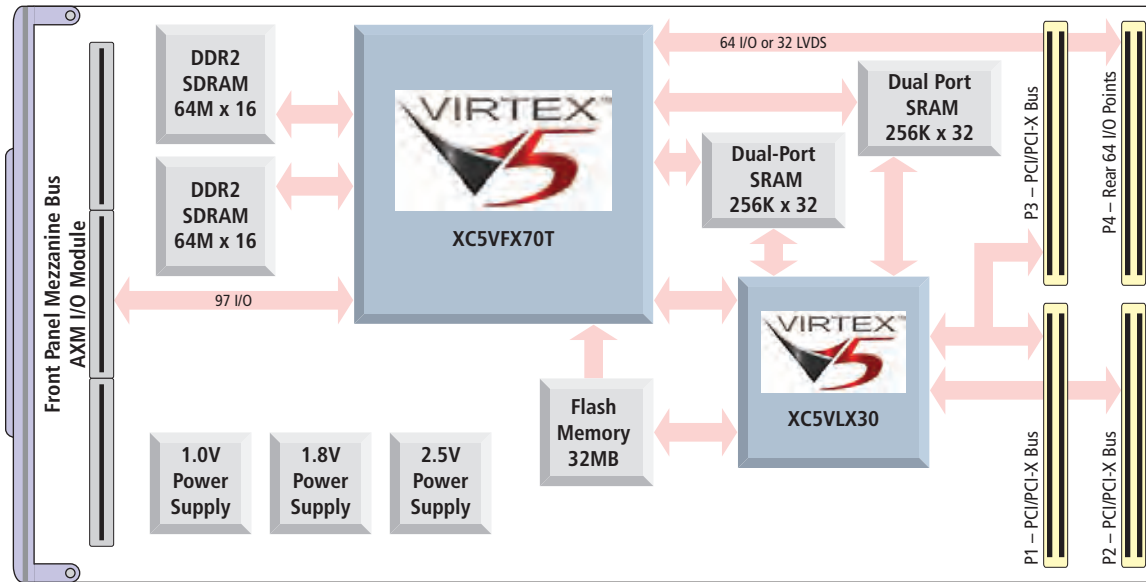 Front Panel Mezzanine Bus
AXM I/O Module
DDR2
SDRAM
64M x 16
DDR2
SDRAM
64M x 16
97 I/O
VIRTEX™
5
XC5VFX70T
64 I/O or 32 LVDS
Dual Port
SRAM
256K x 32
Dual-Port
SRAM
256K x 32
VIRTEX™
5
XC5VLX30
Flash
Memory
32MB
1.0V
Power
Supply
1.8V
Power
Supply
2.5V
Power
Supply
P3 – PCI/PCI-X Bus
P4 – Rear 64 I/O Points
P1 – PCI/PCI-X Bus
P2 – PCI/PCI-X Bus